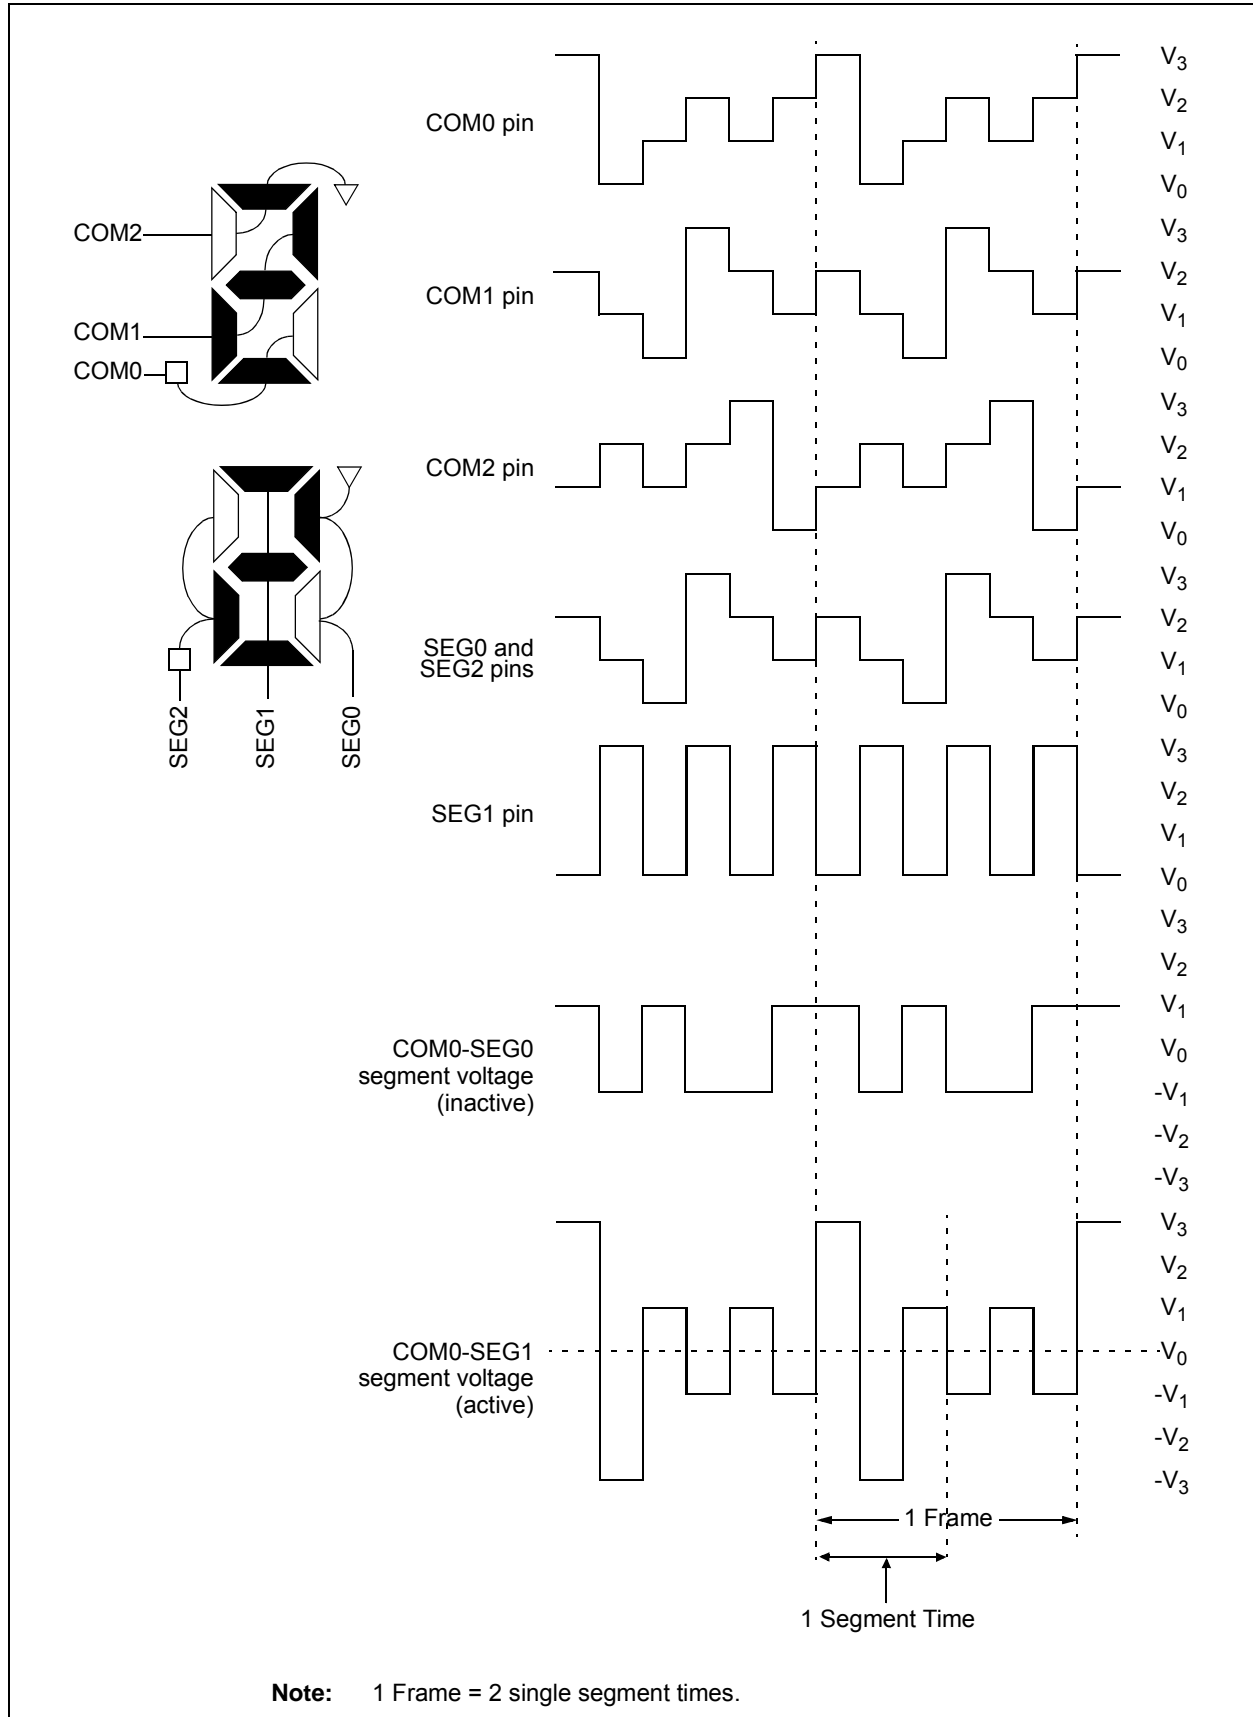 COM2
COM1
COM0
SEG2
SEG1
SEG0
COM0 pin
V3
V2
V1
V0
COM1 pin
V3
V2
V1
V0
COM2 pin
V3
V2
V1
V0
SEG0 and
SEG2 pins
V3
V2
V1
V0
SEG1 pin
V3
V2
V1
V0
COM0-SEG0
segment voltage
(inactive)
V3
V2
V1
V0
-V1
-V2
-V3
COM0-SEG1
segment voltage
(active)
V3
V2
V1
V0
-V1
-V2
-V3
1 Frame
1 Segment Time
Note: 1 Frame = 2 single segment times.